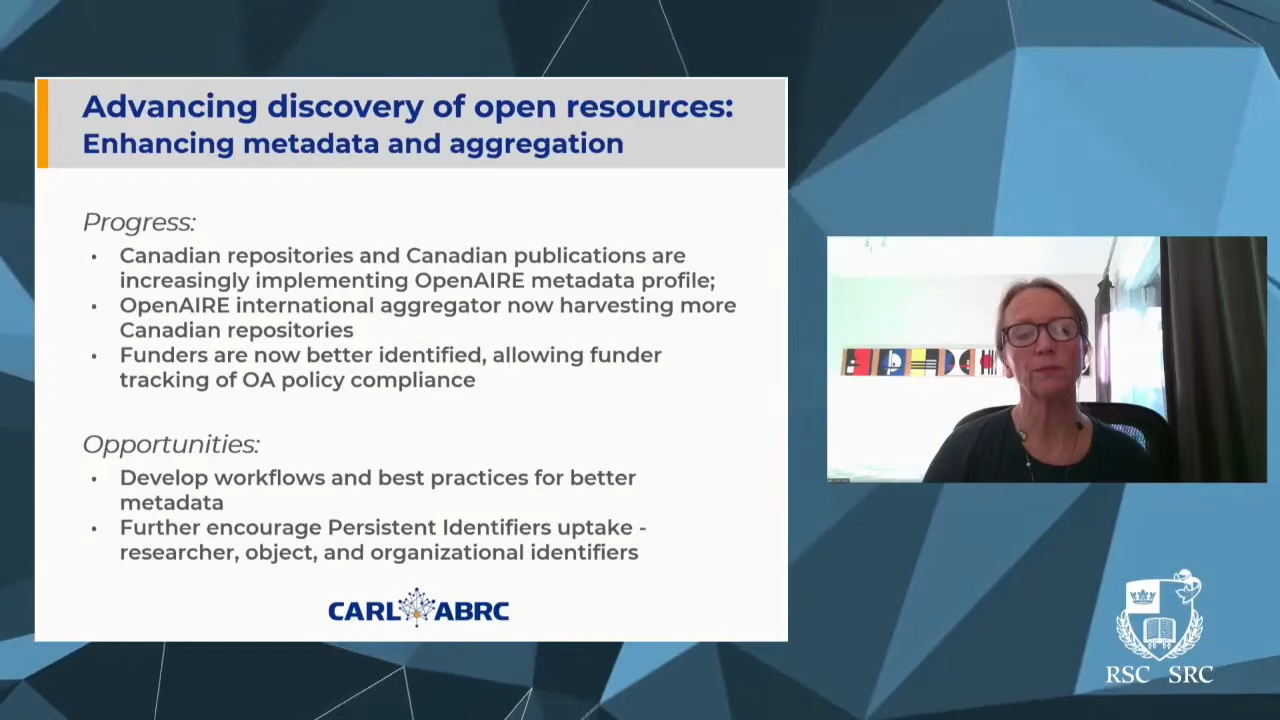 Advancing discovery of open resources:
Enhancing metadata and aggregation
Progress:
• Canadian repositories and Canadian publications are
increasingly implementing OpenAIRE metadata profile;
• OpenAIRE international aggregator now harvesting more
Canadian repositories
• Funders are now better identified, allowing funder
tracking of OA policy compliance
Opportunities:
• Develop workflows and best practices for better
metadata
• Further encourage Persistent Identifiers uptake -
researcher, object, and organizational identifiers
CARL ABRC
RSC SRC